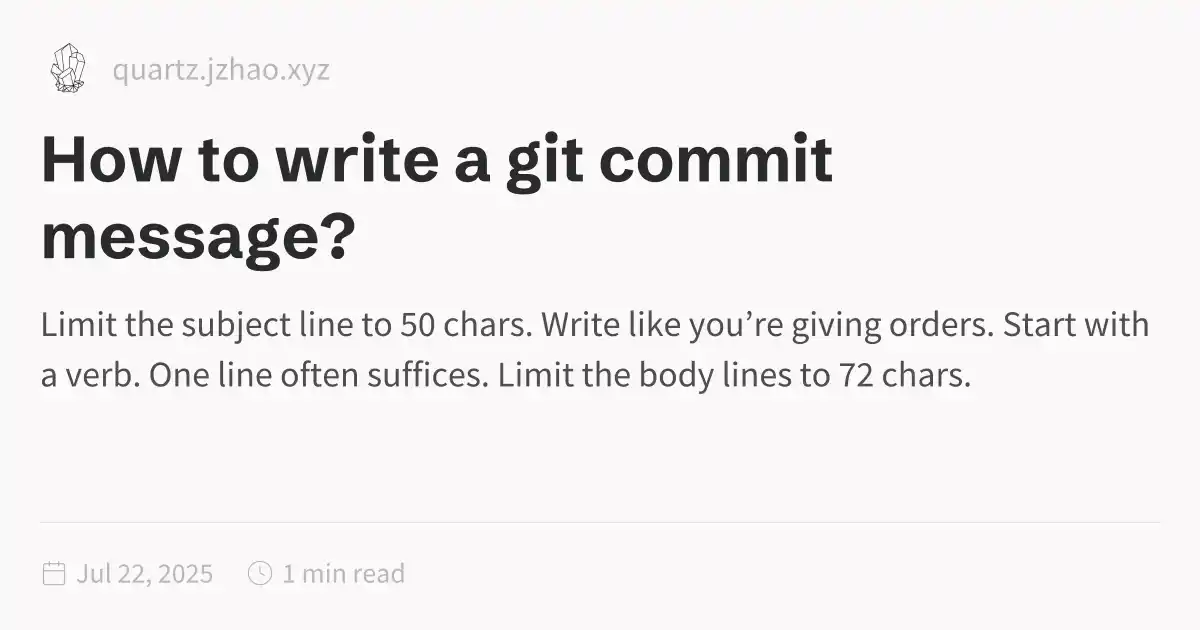 quartz.jzhao.xyz
How to write a git commit
message?
Limit the subject line to 50 chars. Write like you’re giving orders. Start with
a verb. One line often suffices. Limit the body lines to 72 chars.
Jul 22, 2025 1 min read